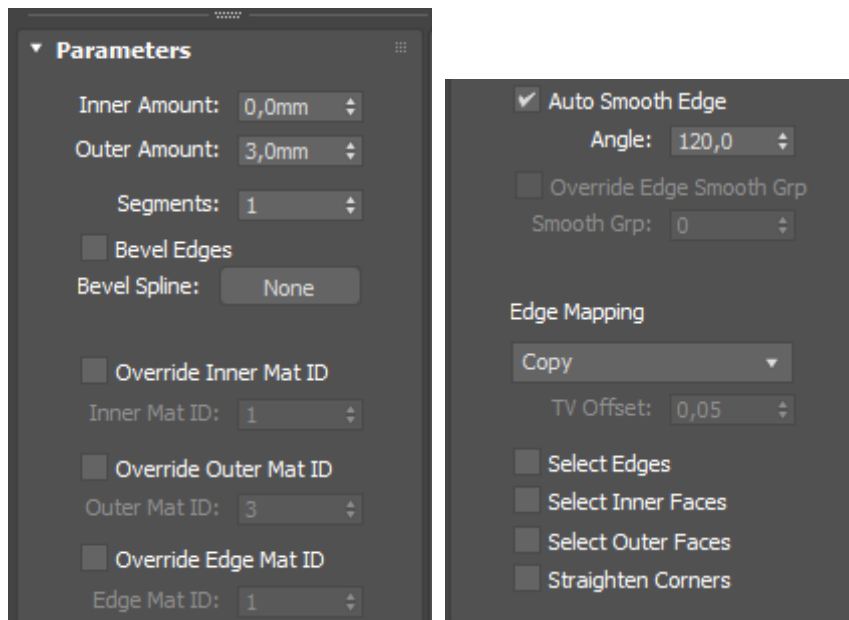 Parameters
Inner Amount: 0,0mm
Outer Amount: 3,0mm
Segments: 1
Bevel Edges
Bevel Spline: None
Override Inner Mat ID
Inner Mat ID: 1
Override Outer Mat ID
Outer Mat ID: 3
Override Edge Mat ID
Edge Mat ID: 1
Auto Smooth Edge
Angle: 120,0
Override Edge Smooth Grp
Smooth Grp: 0
Edge Mapping
Copy
TV Offset: 0,05
Select Edges
Select Inner Faces
Select Outer Faces
Straighten Corners